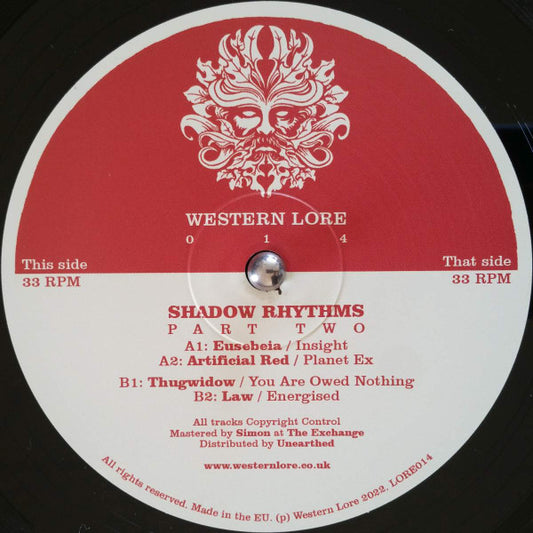 WESTERN LORE
0 1 4
This side That side
33 RPM 33 RPM
SHADOW RHYTHMS
PART TWO
A1: Eusebeia / Insight
A2: Artificial Red / Planet Ex
B1: Thugwidow / You Are Owed Nothing
B2: Law / Energised
All tracks Copyright Control
Mastered by Simon at The Exchange
Distributed by Unearthed
www.westernlore.co.uk
All rights reserved. Made in the EU. (p) Western Lore 2022. LORE014